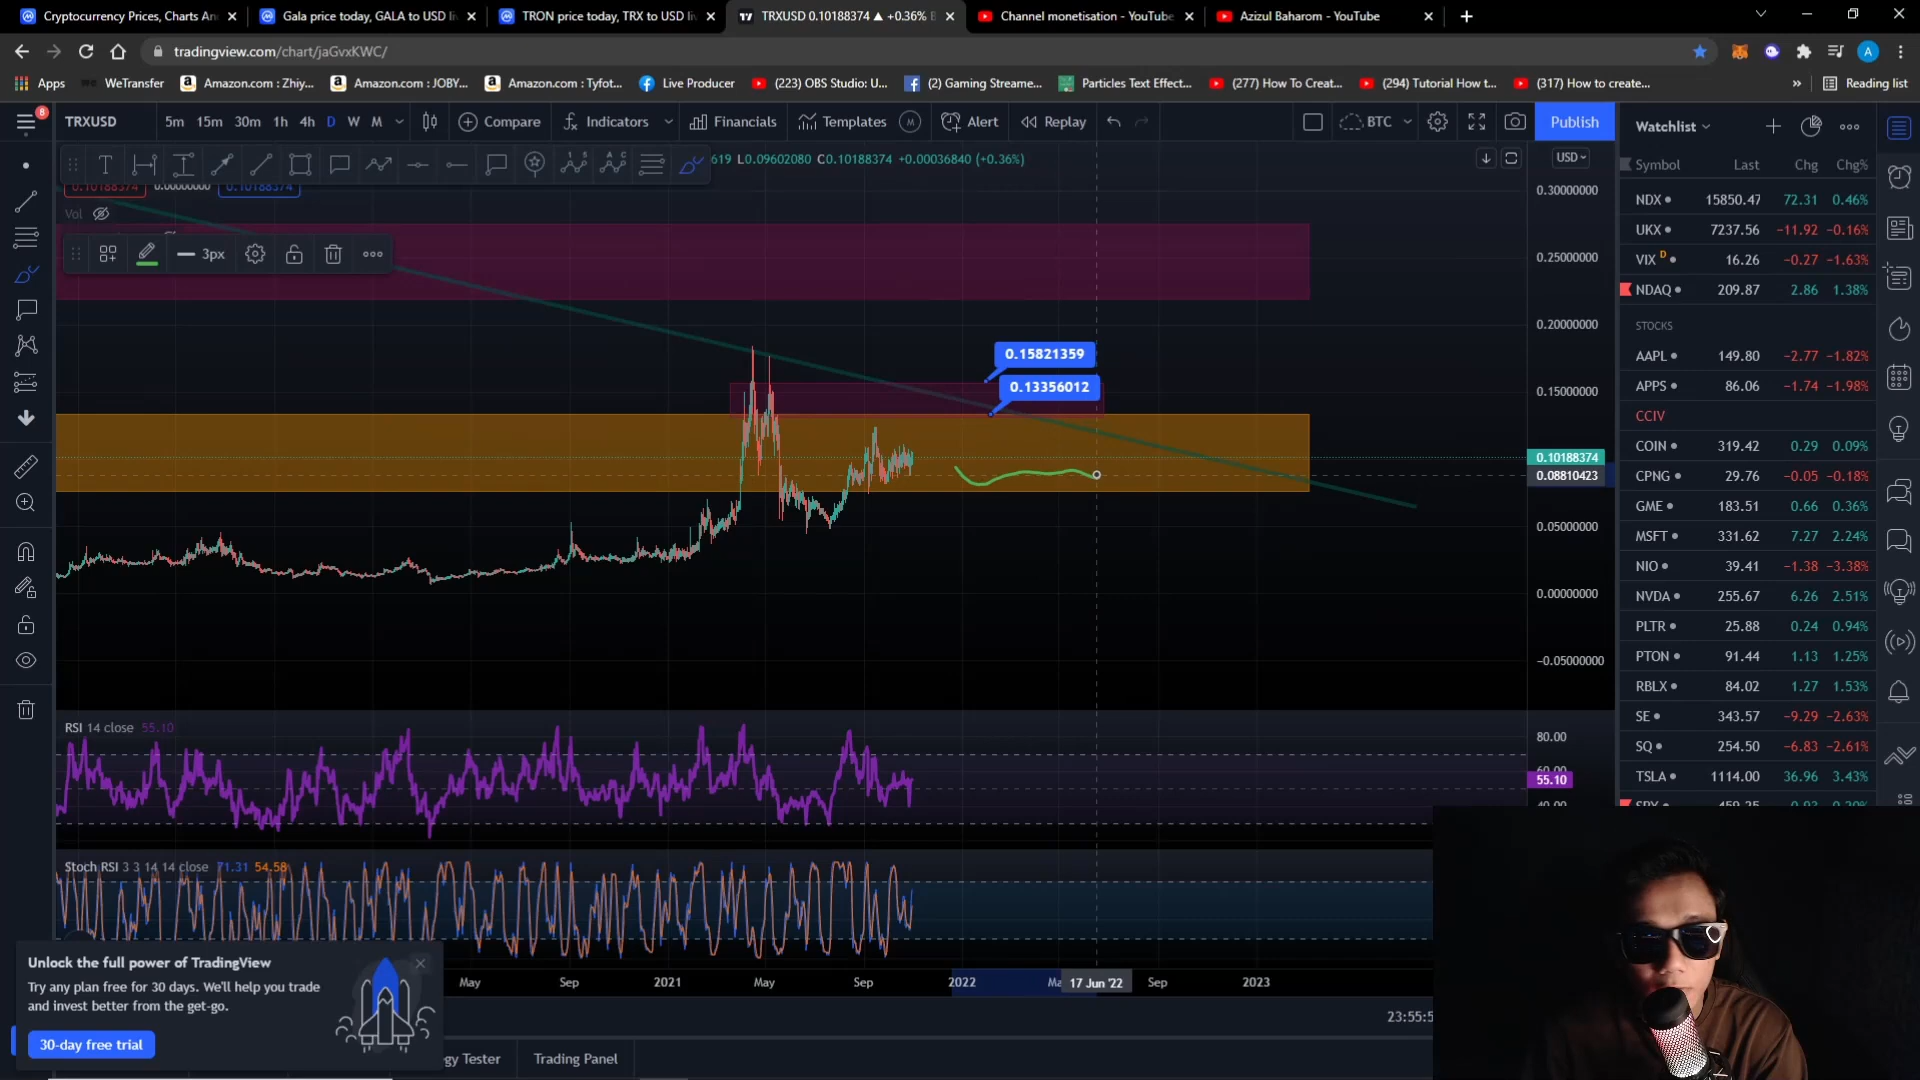 Cryptocurrency Prices, Charts An
Gala price today, GALA to USD li
TRON price today, TRX to USD li
TRXUSD 0.10188374 ▲ +0.36%
Channel monetisation - YouTube
Azizul Baharom - YouTube
tradingview.com/chart/jaGvxKWC/
A
Apps
WeTransfer
Amazon.com : Zhiy...
Amazon.com : JOBY...
Amazon.com : Tyfot...
Live Producer
(223) OBS Studio: U...
(2) Gaming Streame...
Particles Text Effect...
(277) How To Creat...
(294) Tutorial How t...
(317) How to create...
»
Reading list
8
TRXUSD
5m 15m 30m 1h 4h D W M
Compare
Indicators
Financials
Templates
M
Alert
Replay
BTC
Publish
619 L0.09602080 C0.10188374 +0.00036840 (+0.36%)
USD
0.10188374 0.00000000 0.10188374
Vol
3px
0.15821359
0.13356012
0.30000000
0.25000000
0.20000000
0.15000000
0.10188374
0.08810423
0.05000000
0.00000000
−0.05000000
RSI 14 close 55.10
80.00
60.00
55.10
40.00
Stoch RSI 3 3 14 14 close 71.31 54.58
May Sep 2021 May Sep 2022 Ma 17 Jun '22 Sep 2023
23:55:5
Unlock the full power of TradingView
Try any plan free for 30 days. We'll help you trade
and invest better from the get-go.
30-day free trial
gy Tester
Trading Panel
Watchlist
Symbol Last Chg Chg%
NDX 15850.47 72.31 0.46%
UKX 7237.56 −11.92 −0.16%
VIX D 16.26 −0.27 −1.63%
NDAQ 209.87 2.86 1.38%
STOCKS
AAPL 149.80 −2.77 −1.82%
APPS 86.06 −1.74 −1.98%
CCIV
COIN 319.42 0.29 0.09%
CPNG 29.76 −0.05 −0.18%
GME 183.51 0.66 0.36%
MSFT 331.62 7.27 2.24%
NIO 39.41 −1.38 −3.38%
NVDA 255.67 6.26 2.51%
PLTR 25.88 0.24 0.94%
PTON 91.44 1.13 1.25%
RBLX 84.02 1.27 1.53%
SE 343.57 −9.29 −2.63%
SQ 254.50 −6.83 −2.61%
TSLA 1114.00 36.96 3.43%